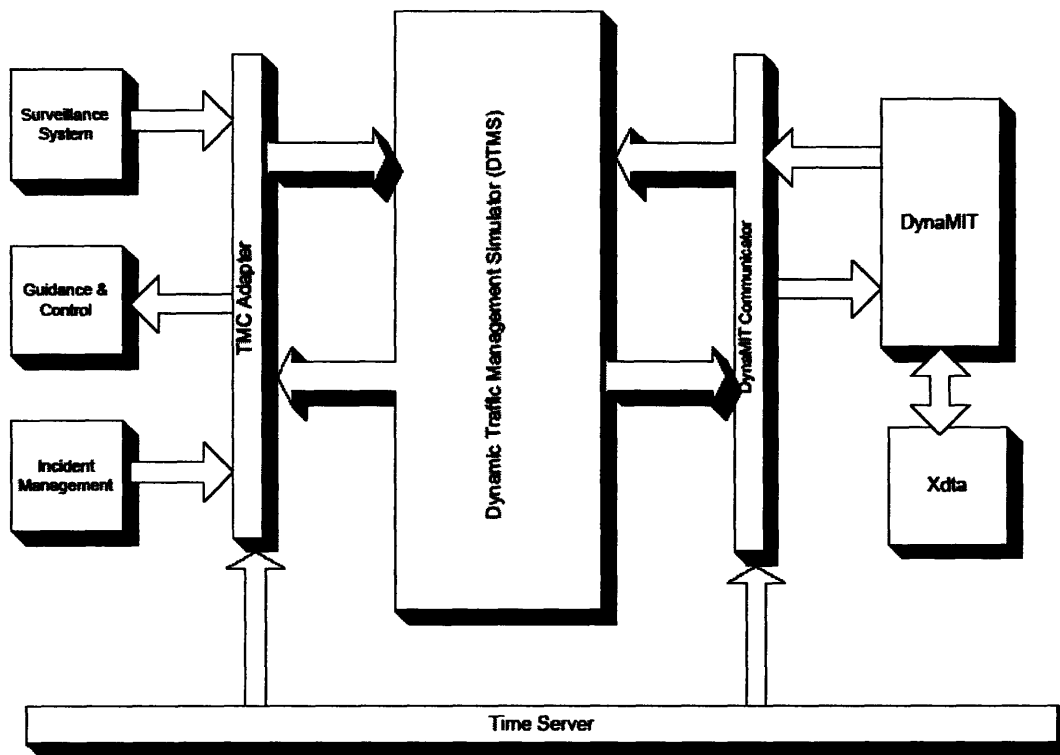 Surveillance
System
Guidance &
Control
Incident
Management
TMC Adapter
Dynamic Traffic Management Simulator (DTMS)
DynaMIT Communicator
DynaMIT
Xdta
Time Server